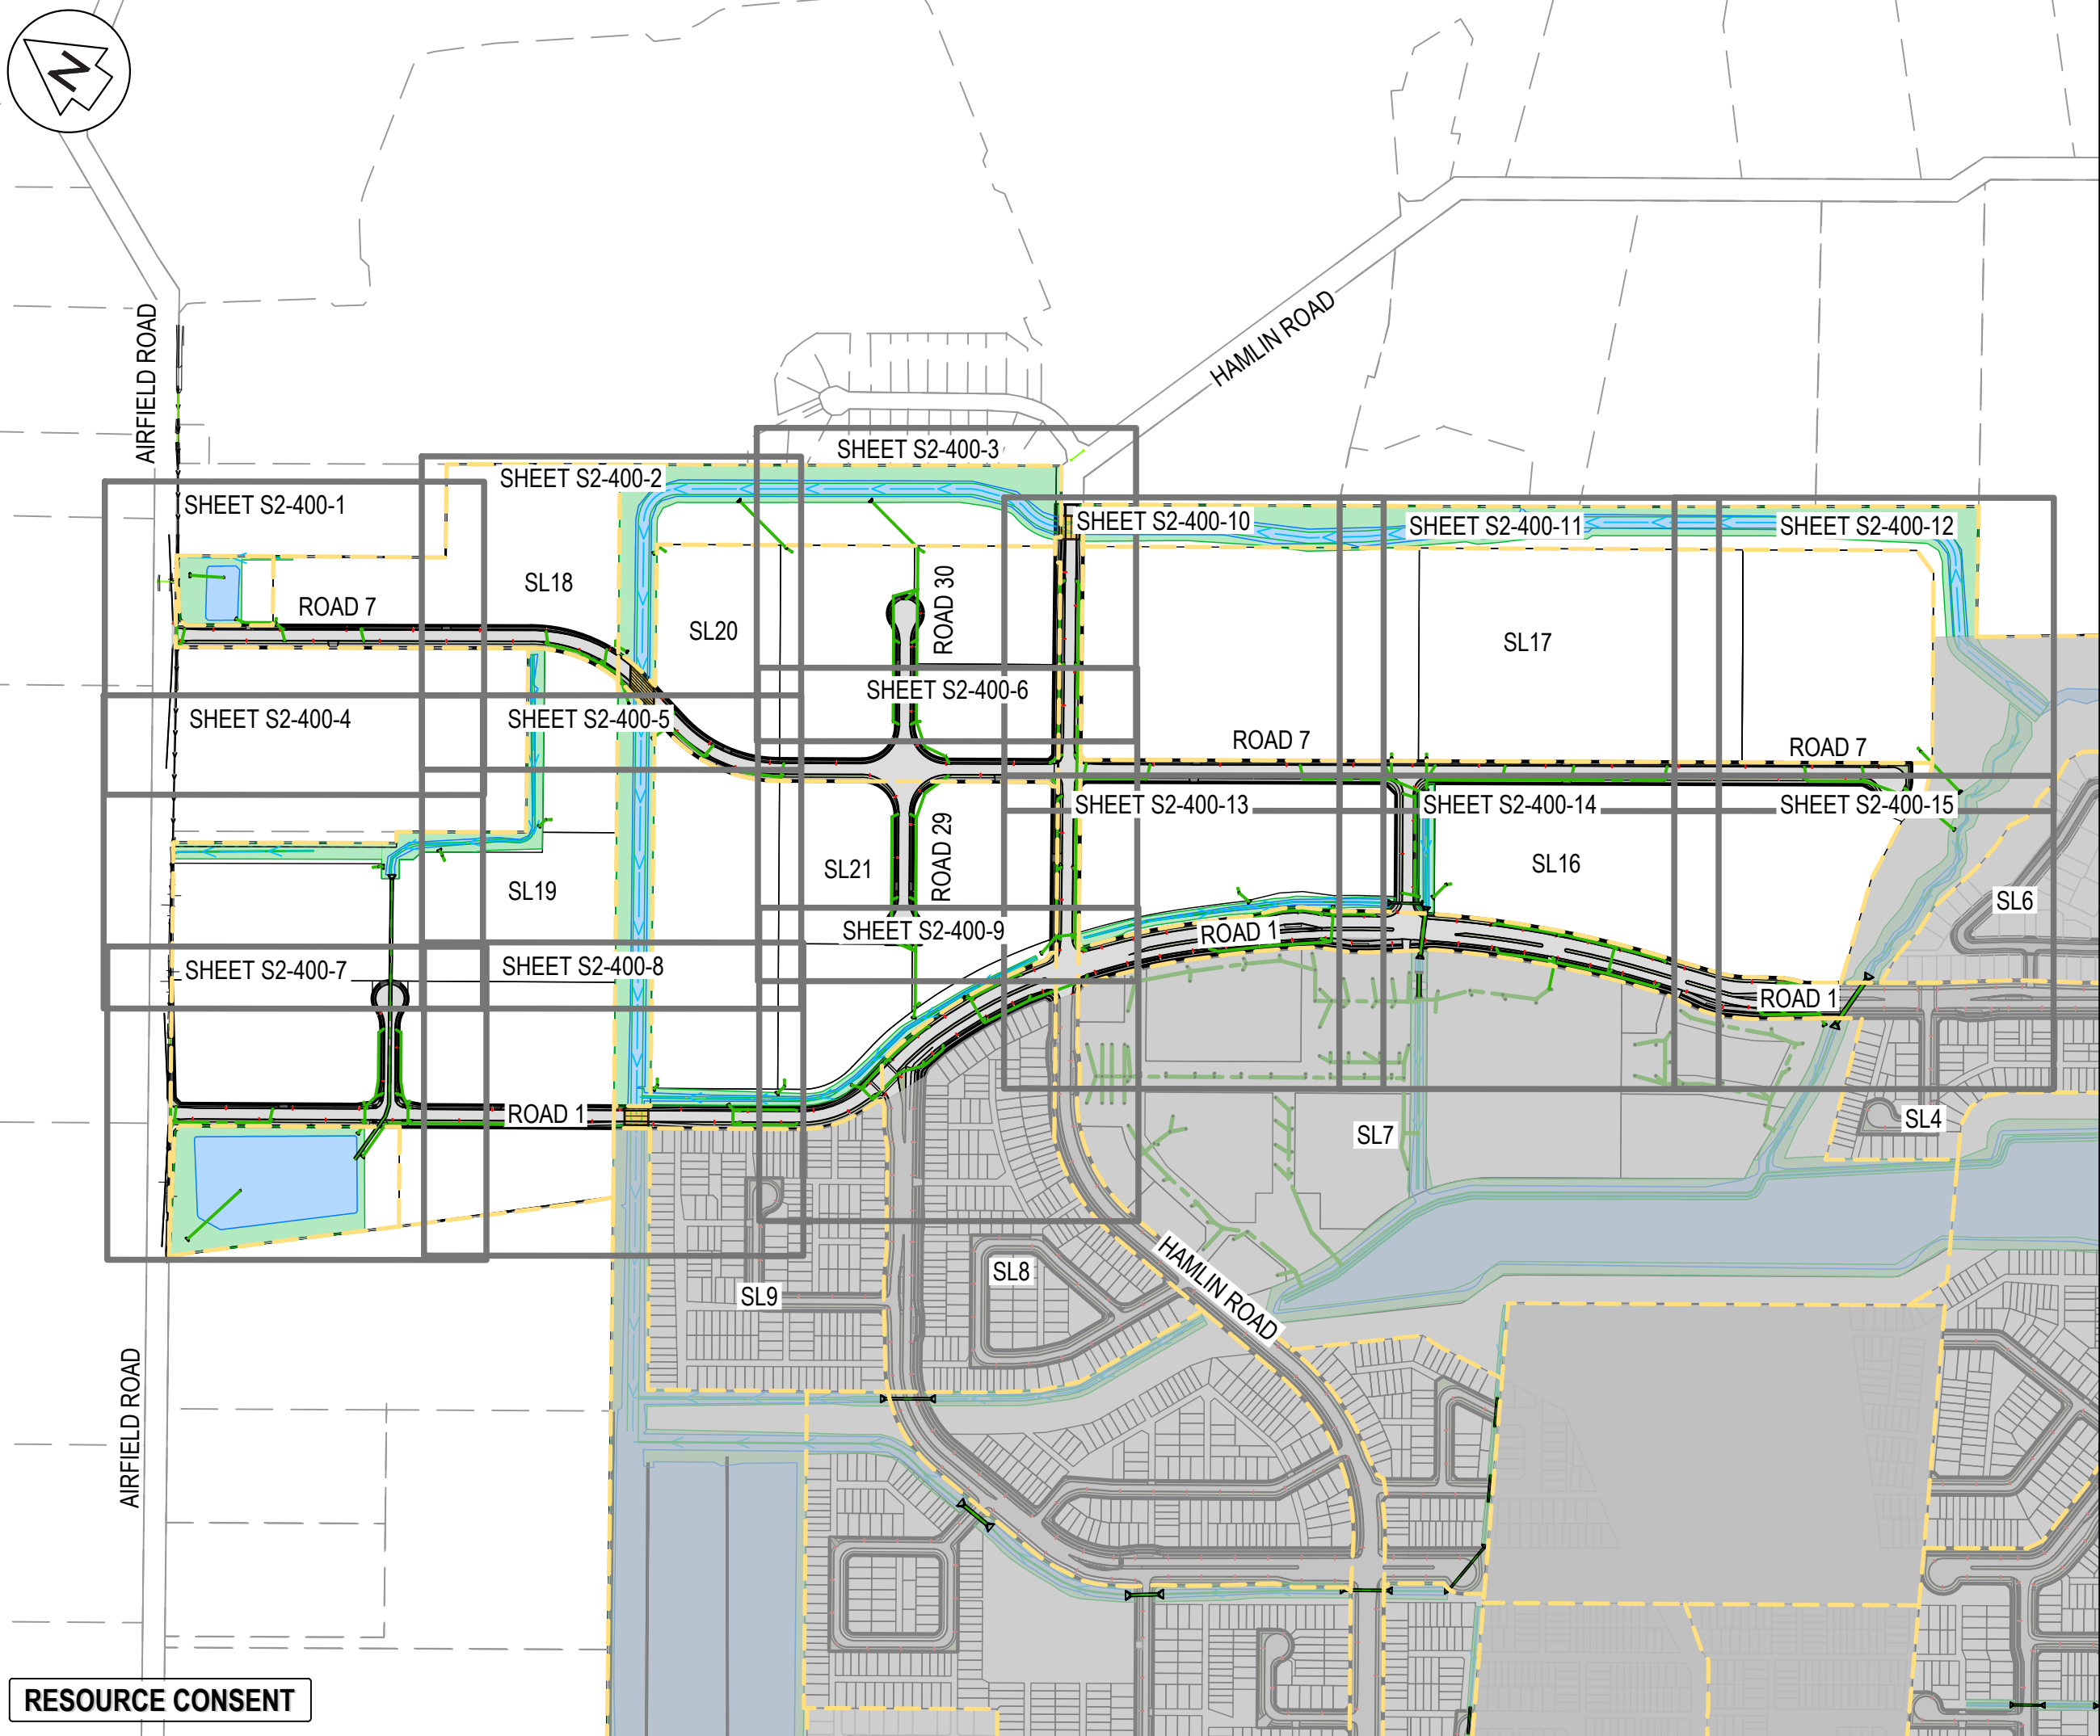 N
AIRFIELD ROAD
HAMLIN ROAD
SHEET S2-400-3
SHEET S2-400-2
SHEET S2-400-1
SHEET S2-400-10
SHEET S2-400-11
SHEET S2-400-12
SL18
ROAD 7
ROAD 30
SL20
SL17
SHEET S2-400-6
SHEET S2-400-4
SHEET S2-400-5
ROAD 7
ROAD 7
SHEET S2-400-13
SHEET S2-400-14
SHEET S2-400-15
ROAD 29
SL21
SL16
SL19
SL6
SHEET S2-400-9
ROAD 1
SHEET S2-400-7
SHEET S2-400-8
ROAD 1
ROAD 1
SL7
SL4
SL8
HAMLIN ROAD
SL9
AIRFIELD ROAD
RESOURCE CONSENT